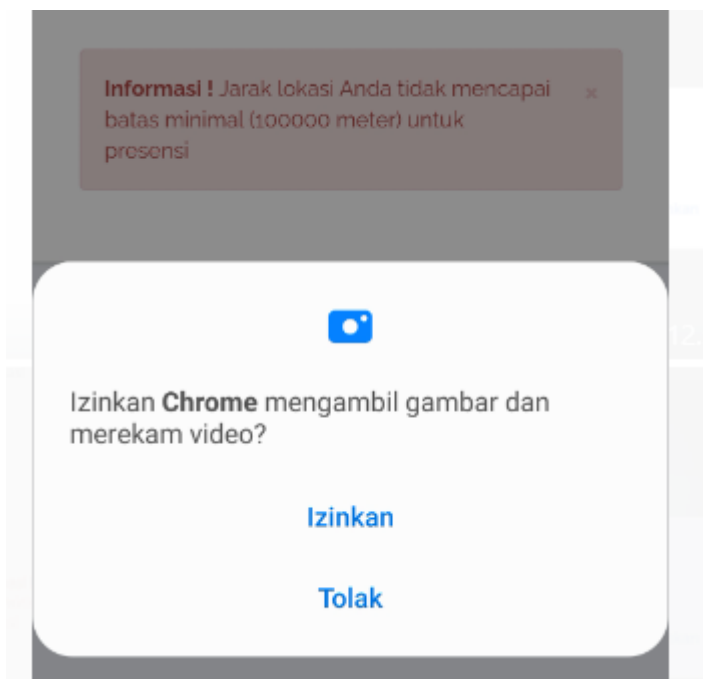 Informasi ! Jarak lokasi Anda tidak mencapai ×
batas minimal (100000 meter) untuk
presensi
12.
Izinkan Chrome mengambil gambar dan
merekam video?
Izinkan
Tolak